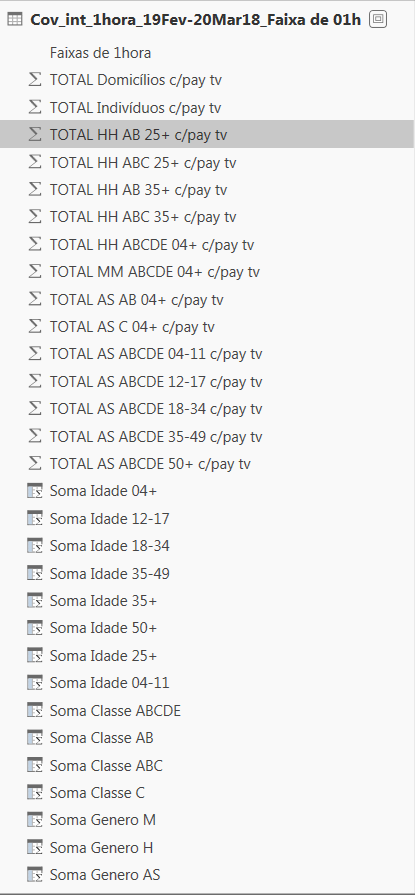 Cov_int_1hora_19Fev-20Mar18_Faixa de 01h
Faixas de 1hora
TOTAL Domicílios c/pay tv
TOTAL Indivíduos c/pay tv
TOTAL HH AB 25+ c/pay tv
TOTAL HH ABC 25+ c/pay tv
TOTAL HH AB 35+ c/pay tv
TOTAL HH ABC 35+ c/pay tv
TOTAL HH ABCDE 04+ c/pay tv
TOTAL MM ABCDE 04+ c/pay tv
TOTAL AS AB 04+ c/pay tv
TOTAL AS C 04+ c/pay tv
TOTAL AS ABCDE 04-11 c/pay tv
TOTAL AS ABCDE 12-17 c/pay tv
TOTAL AS ABCDE 18-34 c/pay tv
TOTAL AS ABCDE 35-49 c/pay tv
TOTAL AS ABCDE 50+ c/pay tv
Soma Idade 04+
Soma Idade 12-17
Soma Idade 18-34
Soma Idade 35-49
Soma Idade 35+
Soma Idade 50+
Soma Idade 25+
Soma Idade 04-11
Soma Classe ABCDE
Soma Classe AB
Soma Classe ABC
Soma Classe C
Soma Genero M
Soma Genero H
Soma Genero AS